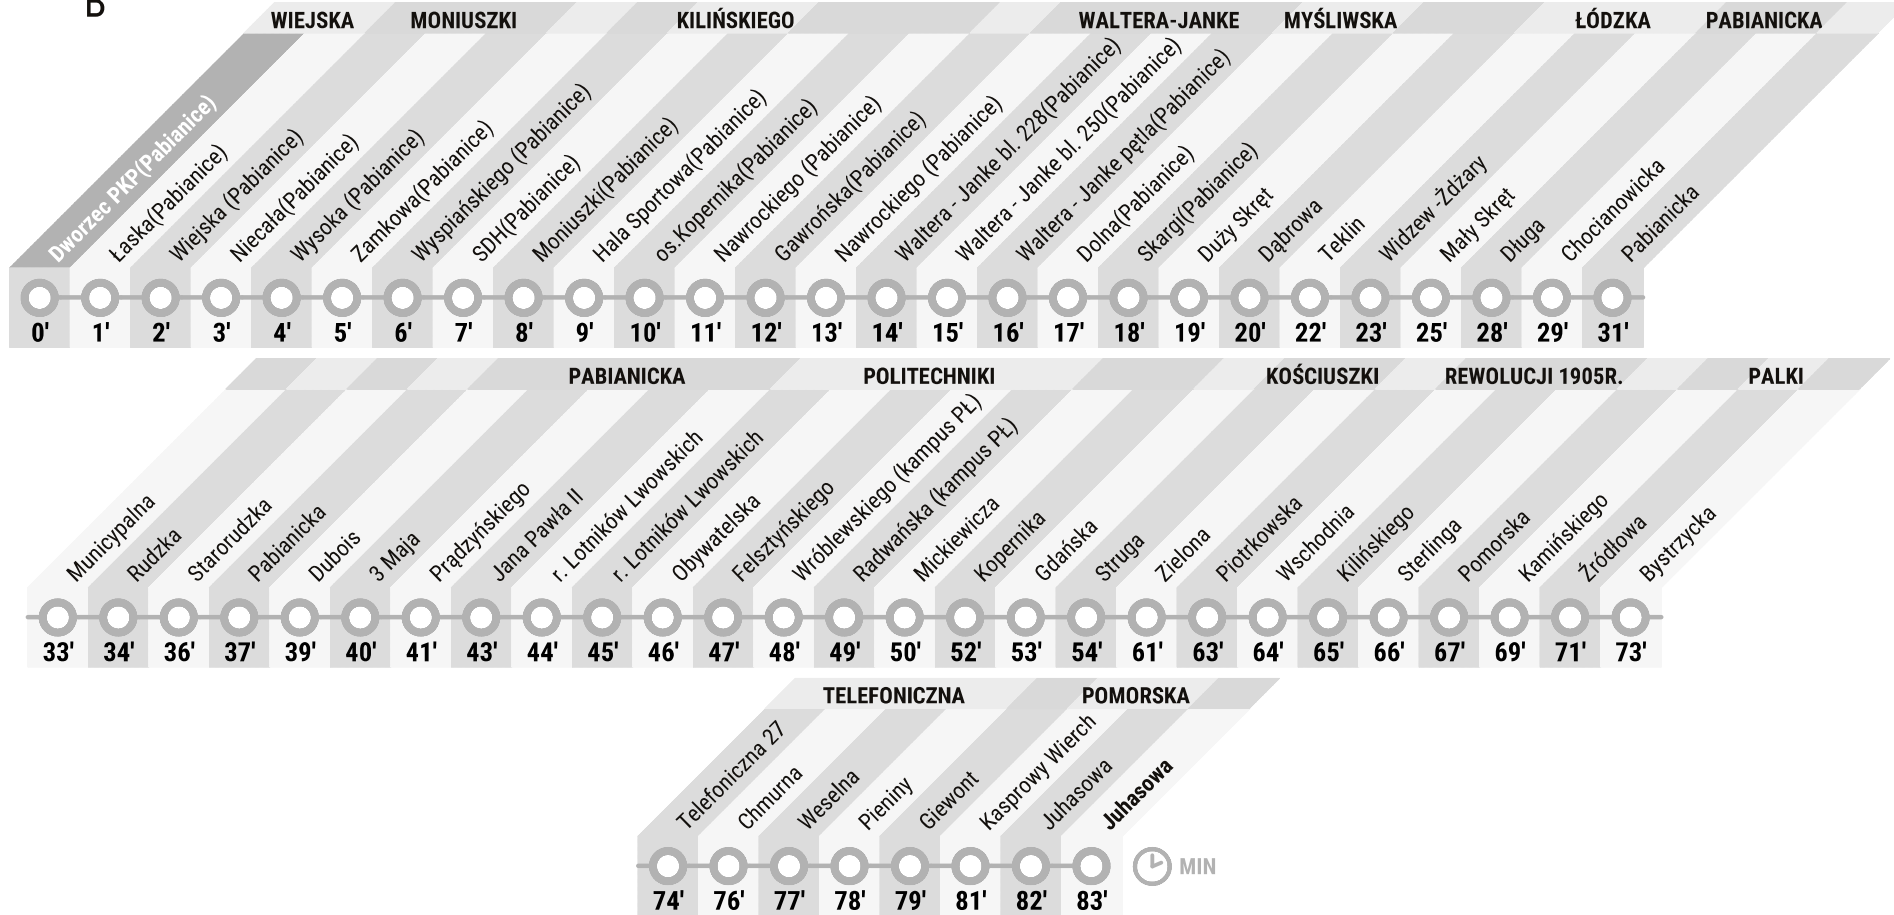 WIEJSKA MONIUSZKI KILIŃSKIEGO WALTERA-JANKE MYŚLIWSKA ŁÓDZKA PABIANICKA
Dworzec PKP(Pabianice)
Łaska(Pabianice)
Wiejska (Pabianice)
Niecała(Pabianice)
Wysoka (Pabianice)
Zamkowa(Pabianice)
Wyspiańskiego (Pabianice)
SDH(Pabianice)
Moniuszki(Pabianice)
Hala Sportowa(Pabianice)
os.Kopernika(Pabianice)
Nawrockiego (Pabianice)
Gawrońska(Pabianice)
Nawrockiego (Pabianice)
Waltera - Janke bl. 228(Pabianice)
Waltera - Janke bl. 250(Pabianice)
Waltera - Janke pętla(Pabianice)
Dolna(Pabianice)
Skargi(Pabianice)
Duży Skręt
Dąbrowa
Teklin
Widzew -Żdżary
Mały Skręt
Długa
Chocianowicka
Pabianicka
0' 1' 2' 3' 4' 5' 6' 7' 8' 9' 10' 11' 12' 13' 14' 15' 16' 17' 18' 19' 20' 22' 23' 25' 28' 29' 31'
PABIANICKA POLITECHNIKI KOŚCIUSZKI REWOLUCJI 1905R. PALKI
Municypalna
Rudzka
Starorudzka
Pabianicka
Dubois
3 Maja
Prądzyńskiego
Jana Pawła II
r. Lotników Lwowskich
r. Lotników Lwowskich
Obywatelska
Felsztyńskiego
Wróblewskiego (kampus PŁ)
Radwańska (kampus PŁ)
Mickiewicza
Kopernika
Gdańska
Struga
Zielona
Piotrkowska
Wschodnia
Kilińskiego
Sterlinga
Pomorska
Kamińskiego
Źródłowa
Bystrzycka
33' 34' 36' 37' 39' 40' 41' 43' 44' 45' 46' 47' 48' 49' 50' 52' 53' 54' 61' 63' 64' 65' 66' 67' 69' 71' 73'
TELEFONICZNA POMORSKA
Telefoniczna 27
Chmurna
Weselna
Pieniny
Giewont
Kasprowy Wierch
Juhasowa
Juhasowa
74' 76' 77' 78' 79' 81' 82' 83' MIN